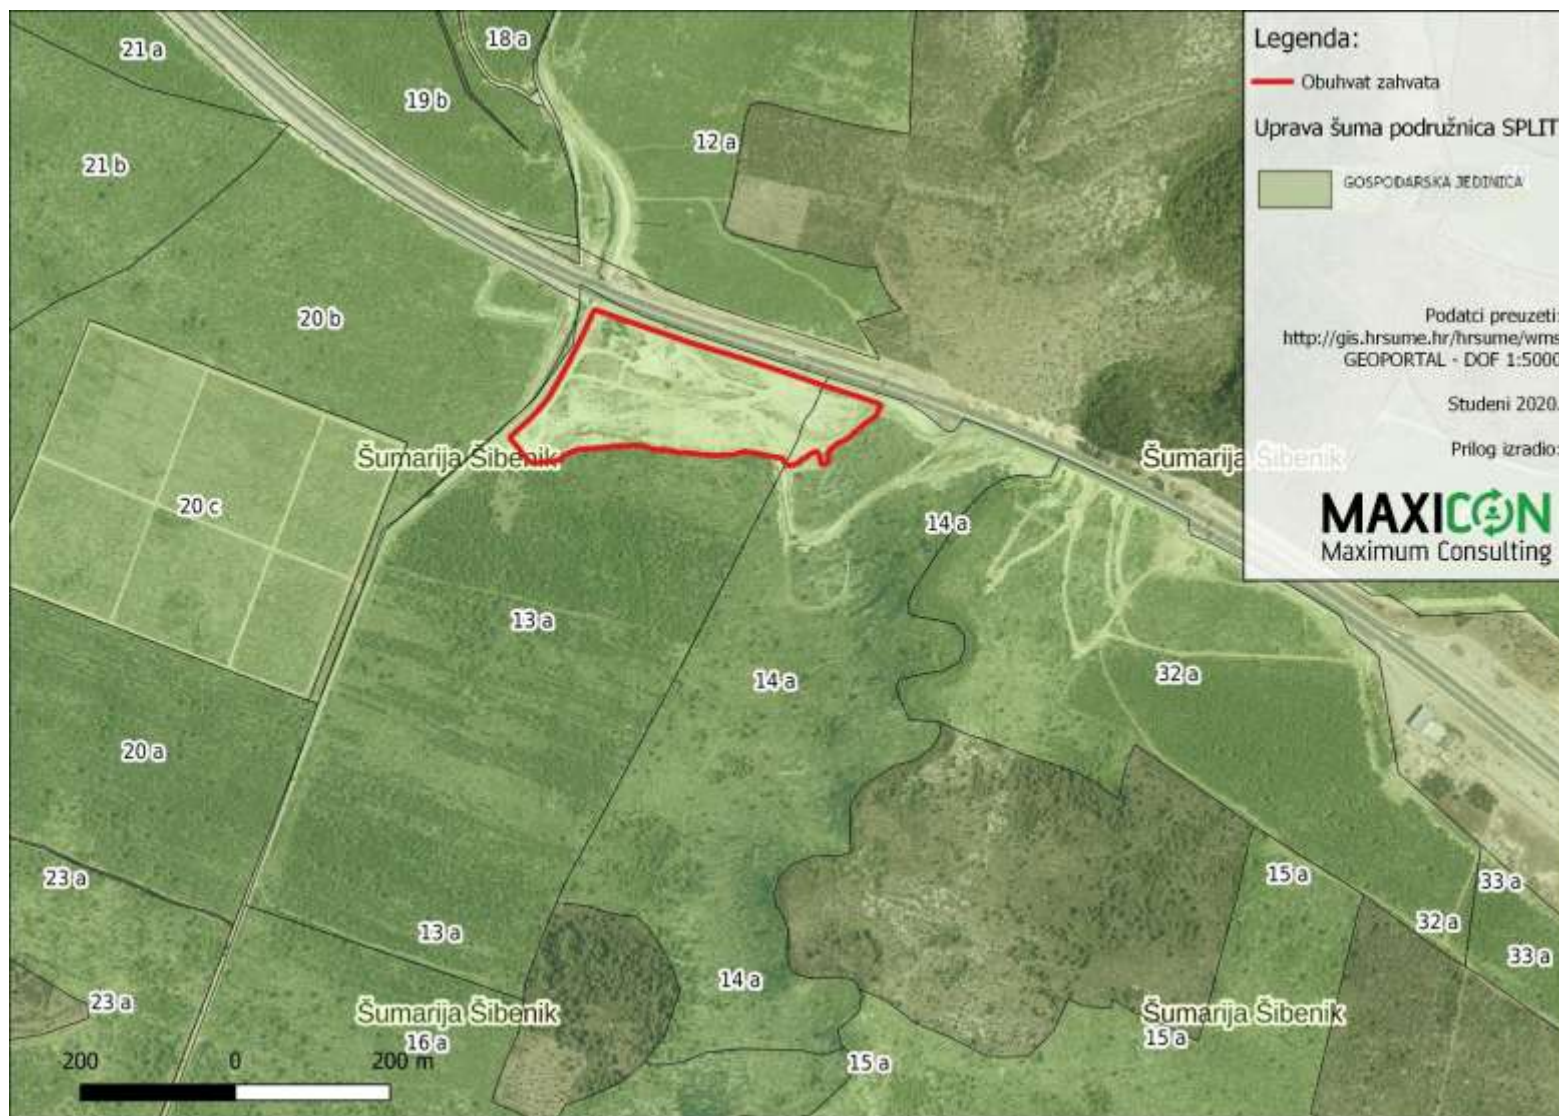 Legenda:
Obuhvat zahvata
Uprava šuma podružnica SPLIT
GOSPODARSKA JEDINICA
Podatci preuzeti:
http://gis.hrsume.hr/hrsume/wms
GEOPORTAL - DOF 1:5000
Studeni 2020.
Prilog izradio:
MAXICON
Maximum Consulting
18 a
21 a
19 b
12 a
21 b
20 b
Šumarija Šibenik
Šumarija Šibenik
20 c
14 a
13 a
14 a
32 a
20 a
23 a
15 a
33 a
32 a
13 a
33 a
14 a
23 a
Šumarija Šibenik
Šumarija Šibenik
16 a
15 a
15 a
200 0 200 m